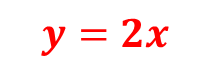 y = 2x